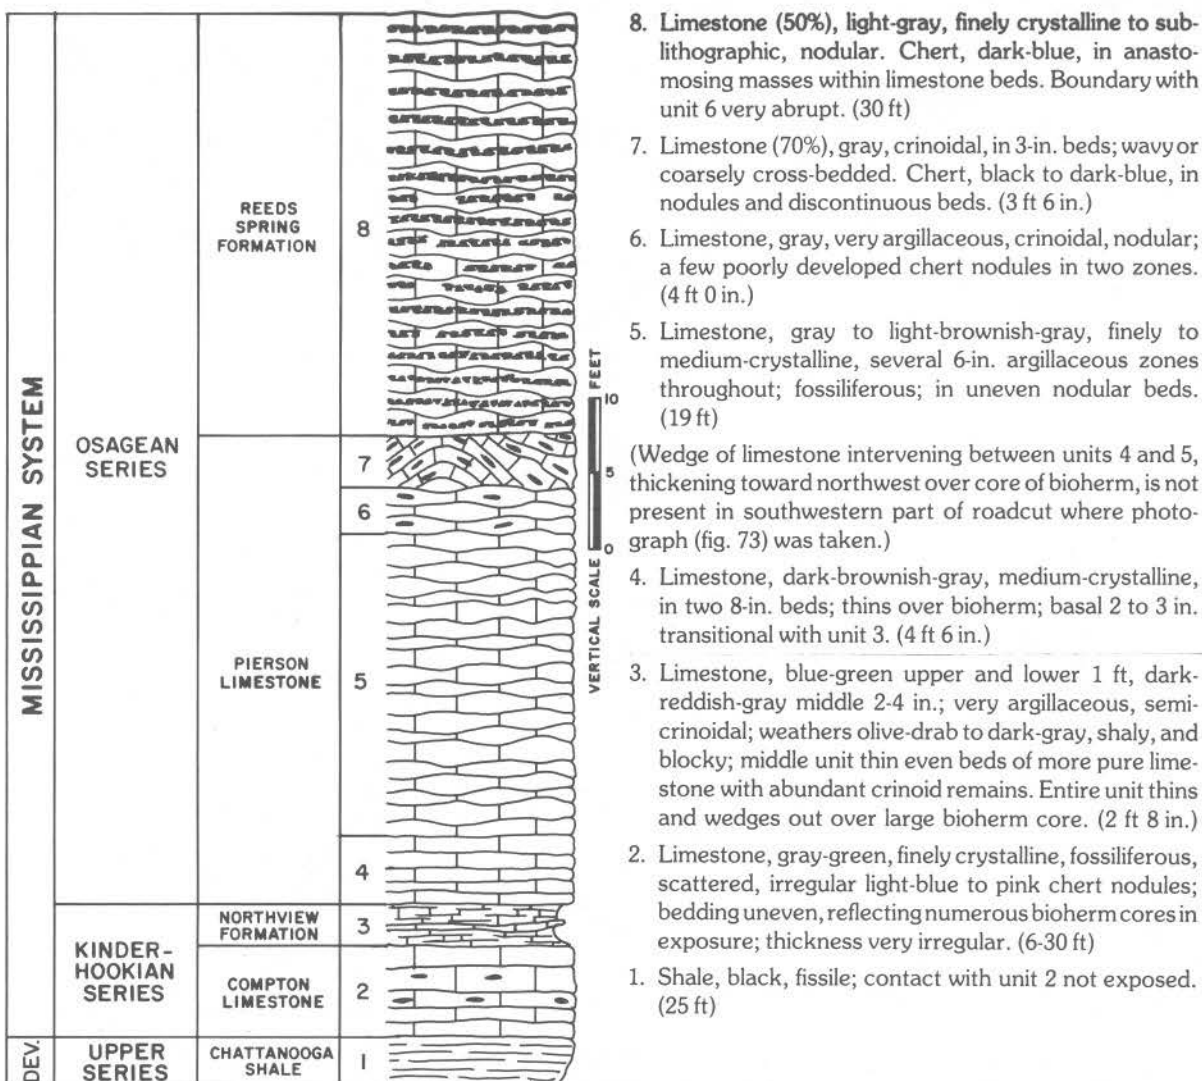 MISSISSIPPIAN SYSTEM
DEV.
OSAGEAN
SERIES
KINDER-
HOOKIAN
SERIES
UPPER
SERIES
REEDS
SPRING
FORMATION
PIERSON
LIMESTONE
NORTHVIEW
FORMATION
COMPTON
LIMESTONE
CHATTANOOGA
SHALE
8
7
6
5
4
3
2
1
VERTICAL SCALE FEET
10
5
0
8. Limestone (50%), light-gray, finely crystalline to sub-
lithographic, nodular. Chert, dark-blue, in anasto-
mosing masses within limestone beds. Boundary with
unit 6 very abrupt. (30 ft)
7. Limestone (70%), gray, crinoidal, in 3-in. beds; wavy or
coarsely cross-bedded. Chert, black to dark-blue, in
nodules and discontinuous beds. (3 ft 6 in.)
6. Limestone, gray, very argillaceous, crinoidal, nodular;
a few poorly developed chert nodules in two zones.
(4 ft 0 in.)
5. Limestone, gray to light-brownish-gray, finely to
medium-crystalline, several 6-in. argillaceous zones
throughout; fossiliferous; in uneven nodular beds.
(19 ft)
(Wedge of limestone intervening between units 4 and 5,
thickening toward northwest over core of bioherm, is not
present in southwestern part of roadcut where photo-
graph (fig. 73) was taken.)
4. Limestone, dark-brownish-gray, medium-crystalline,
in two 8-in. beds; thins over bioherm; basal 2 to 3 in.
transitional with unit 3. (4 ft 6 in.)
3. Limestone, blue-green upper and lower 1 ft, dark-
reddish-gray middle 2-4 in.; very argillaceous, semi-
crinoidal; weathers olive-drab to dark-gray, shaly, and
blocky; middle unit thin even beds of more pure lime-
stone with abundant crinoid remains. Entire unit thins
and wedges out over large bioherm core. (2 ft 8 in.)
2. Limestone, gray-green, finely crystalline, fossiliferous,
scattered, irregular light-blue to pink chert nodules;
bedding uneven, reflecting numerous bioherm cores in
exposure; thickness very irregular. (6-30 ft)
1. Shale, black, fissile; contact with unit 2 not exposed.
(25 ft)